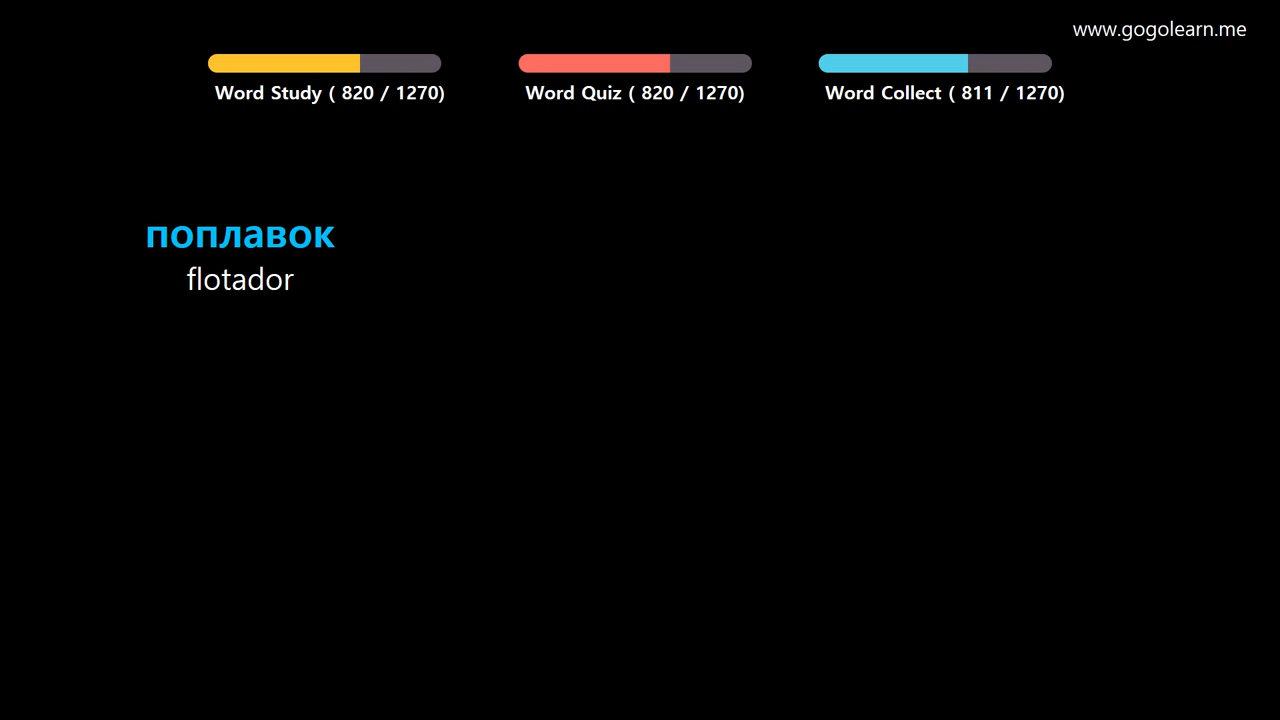 www.gogolearn.me
Word Study ( 820 / 1270)
Word Quiz ( 820 / 1270)
Word Collect ( 811 / 1270)
поплавок
flotador